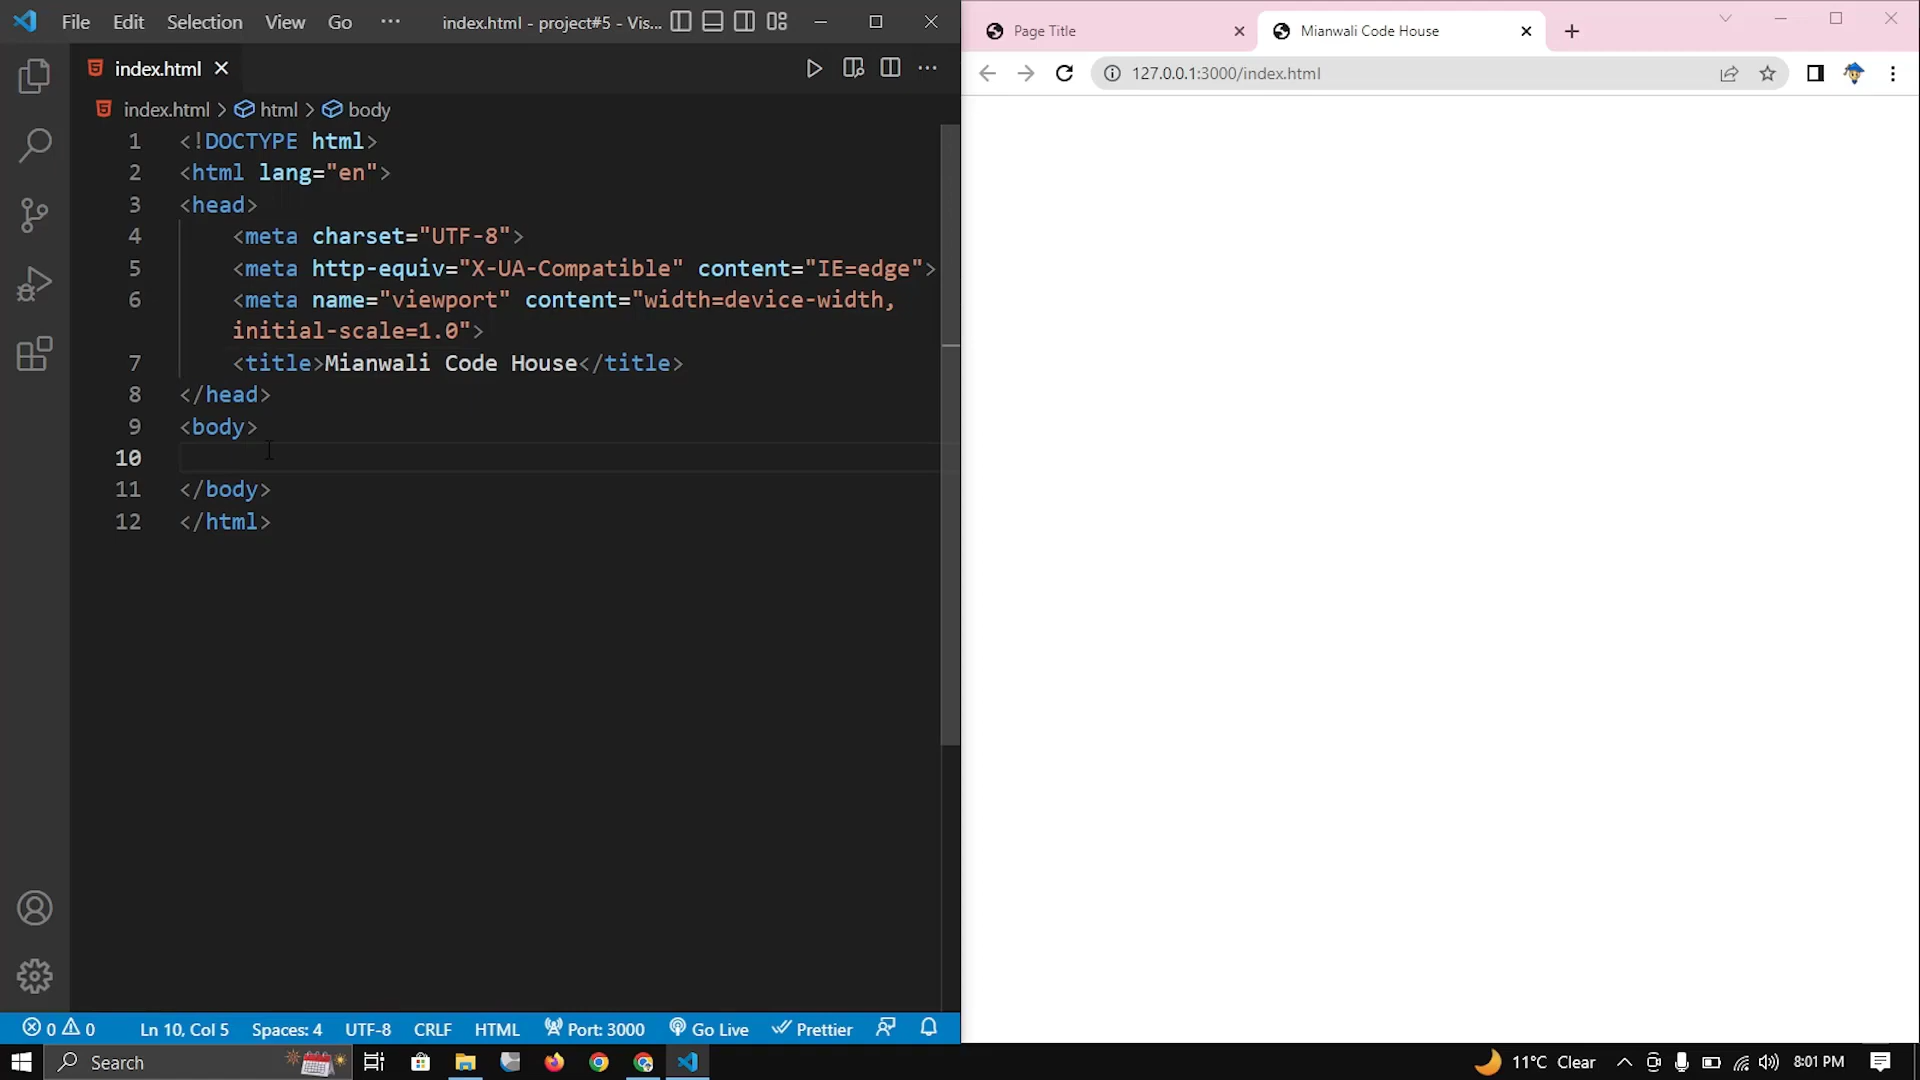 File Edit Selection View Go ··· index.html - project#5 - Vis...
index.html
index.html > html > body
1 <!DOCTYPE html>
2 <html lang="en">
3 <head>
4 <meta charset="UTF-8">
5 <meta http-equiv="X-UA-Compatible" content="IE=edge">
6 <meta name="viewport" content="width=device-width,
initial-scale=1.0">
7 <title>Mianwali Code House</title>
8 </head>
9 <body>
10
11 </body>
12 </html>
0 0 Ln 10, Col 5 Spaces: 4 UTF-8 CRLF HTML Port: 3000 Go Live Prettier
Page Title Mianwali Code House
127.0.0.1:3000/index.html
Search 11°C Clear 8:01 PM